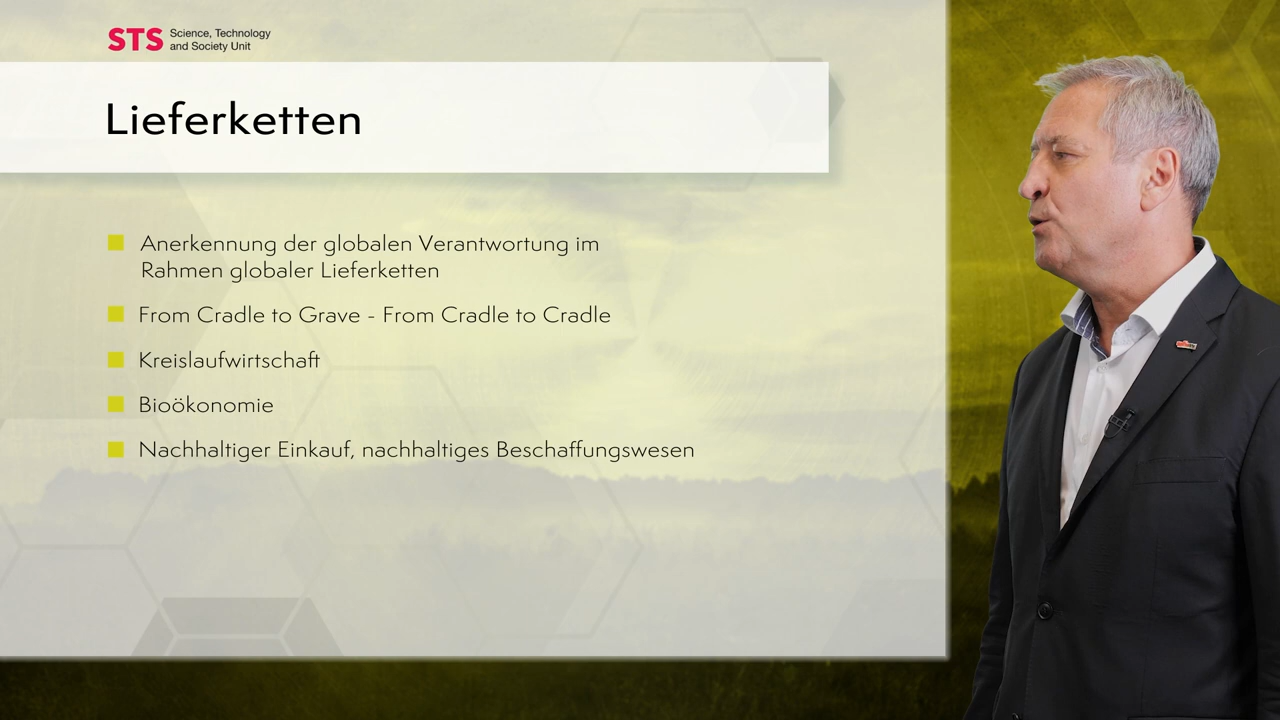 STS Science, Technology
and Society Unit
Lieferketten
Anerkennung der globalen Verantwortung im
Rahmen globaler Lieferketten
From Cradle to Grave - From Cradle to Cradle
Kreislaufwirtschaft
Bioökonomie
Nachhaltiger Einkauf, nachhaltiges Beschaffungswesen